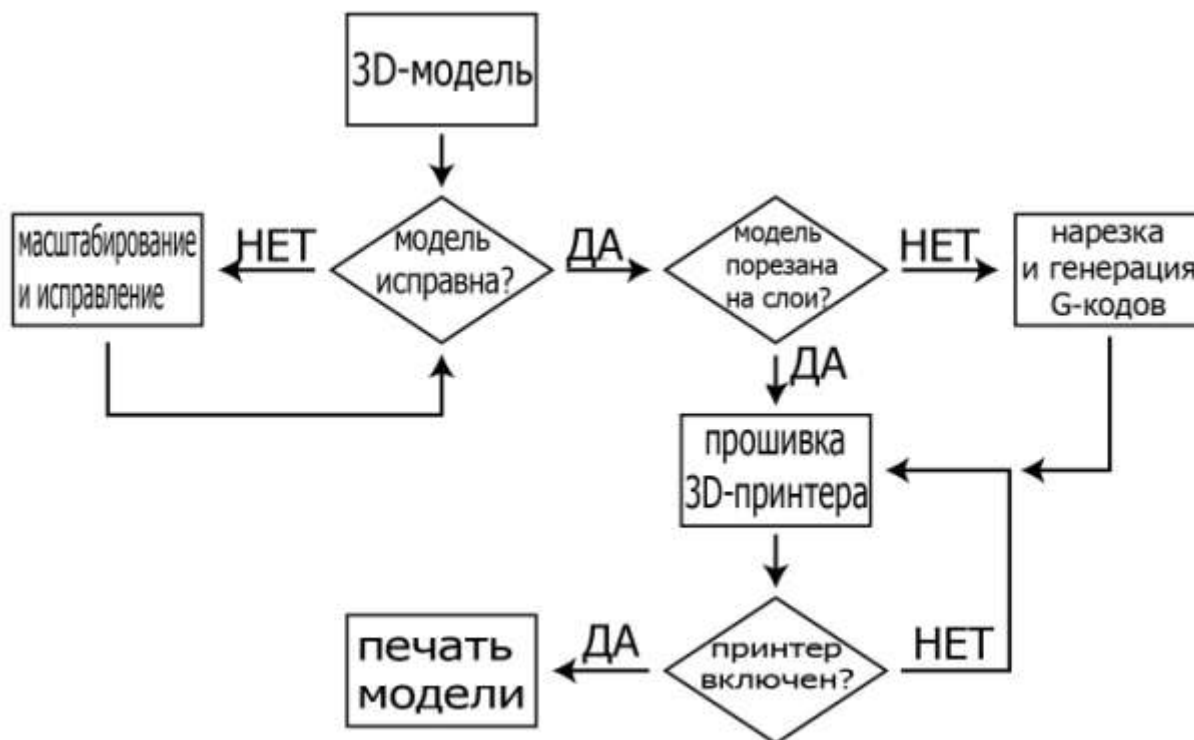 3D-модель
масштабирование
и исправление
НЕТ
модель
исправна?
ДА
модель
порезана
на слои?
НЕТ
нарезка
и генерация
G-кодов
ДА
прошивка
3D-принтера
печать
модели
ДА
принтер
включен?
НЕТ